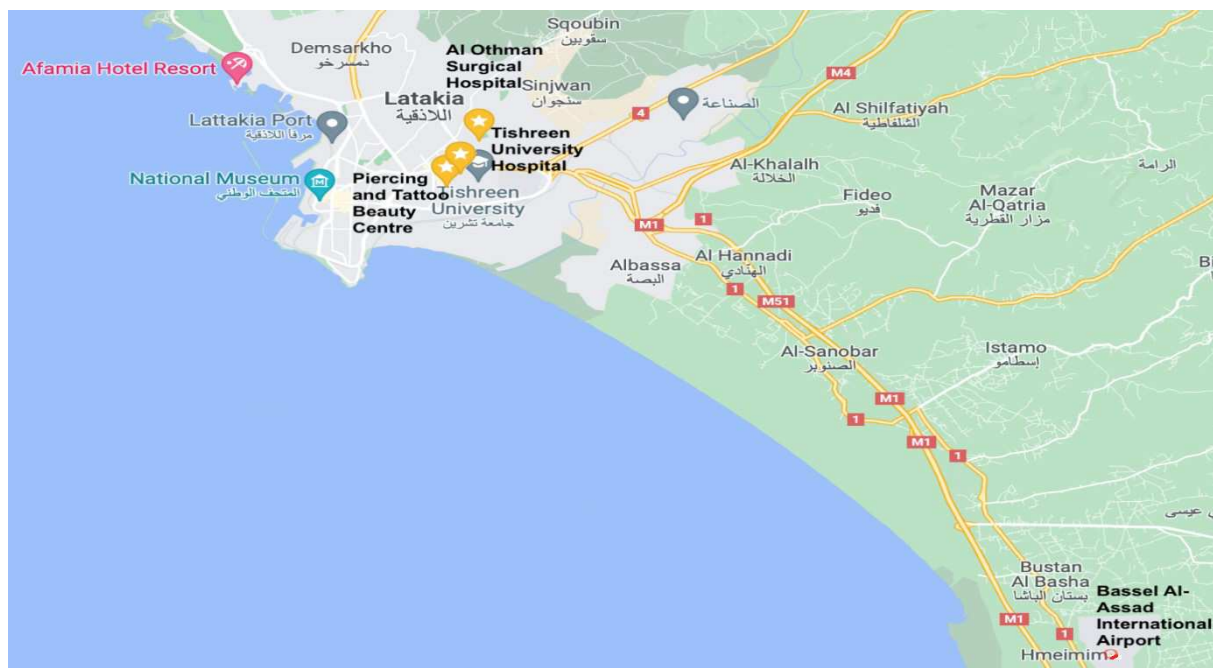 Sqoubin
سقوبين
Demsarkho
دمسرخو
Al Othman
Surgical
Hospital
Afamia Hotel Resort
Sinjwan
سنجوان
M4
Latakia
اللاذقية
الصناعة
4
Al Shilfatiyah
الشلفاطية
Lattakia Port
مرفأ اللاذقية
Tishreen
University
Hospital
Al-Khalalh
الخلالة
الرامة
National Museum
المتحف الوطني
Piercing
and Tattoo
Beauty
Centre
Tishreen
University
جامعة تشرين
Fideo
فديو
Mazar
Al-Qatria
مزار القطرية
M1
1
Albassa
البصة
Al Hannadi
الهنادي
Bi
1
M51
Al-Sanobar
الصنوبر
Istamo
إسطامو
M1
1
M1
1
ي عيسى
Bustan
Al Basha
بستان الباشا
Bassel Al-
Assad
International
Airport
M1
1
Hmeimim